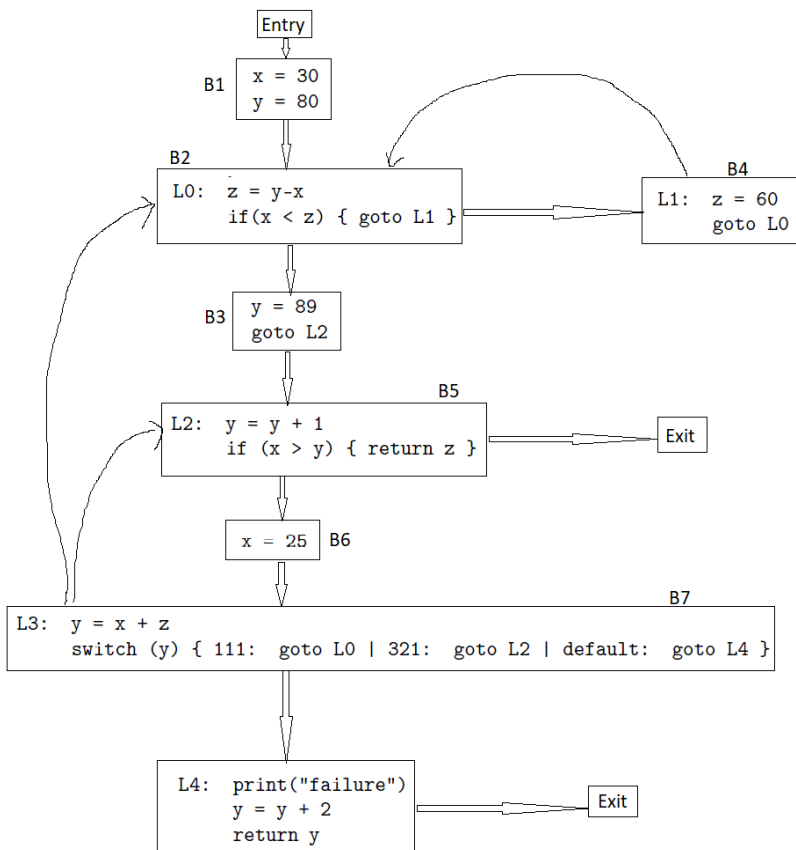 Entry
B1
x = 30
y = 80
B2
L0: z = y-x
if(x < z) { goto L1 }
B4
L1: z = 60
goto L0
B3
y = 89
goto L2
B5
L2: y = y + 1
if (x > y) { return z }
Exit
x = 25
B6
B7
L3: y = x + z
switch (y) { 111: goto L0 | 321: goto L2 | default: goto L4 }
L4: print("failure")
y = y + 2
return y
Exit